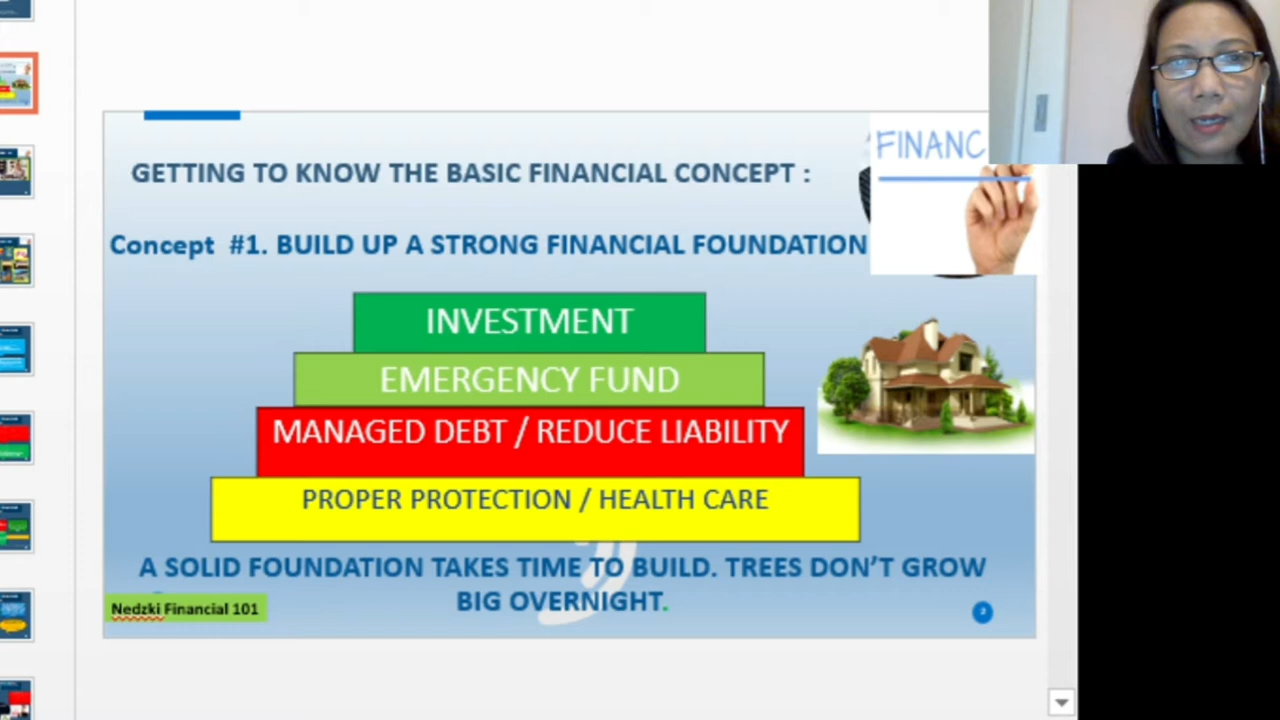 FINANC
GETTING TO KNOW THE BASIC FINANCIAL CONCEPT :
Concept #1. BUILD UP A STRONG FINANCIAL FOUNDATION
INVESTMENT
EMERGENCY FUND
MANAGED DEBT / REDUCE LIABILITY
PROPER PROTECTION / HEALTH CARE
A SOLID FOUNDATION TAKES TIME TO BUILD. TREES DON'T GROW
BIG OVERNIGHT.
Nedzki Financial 101